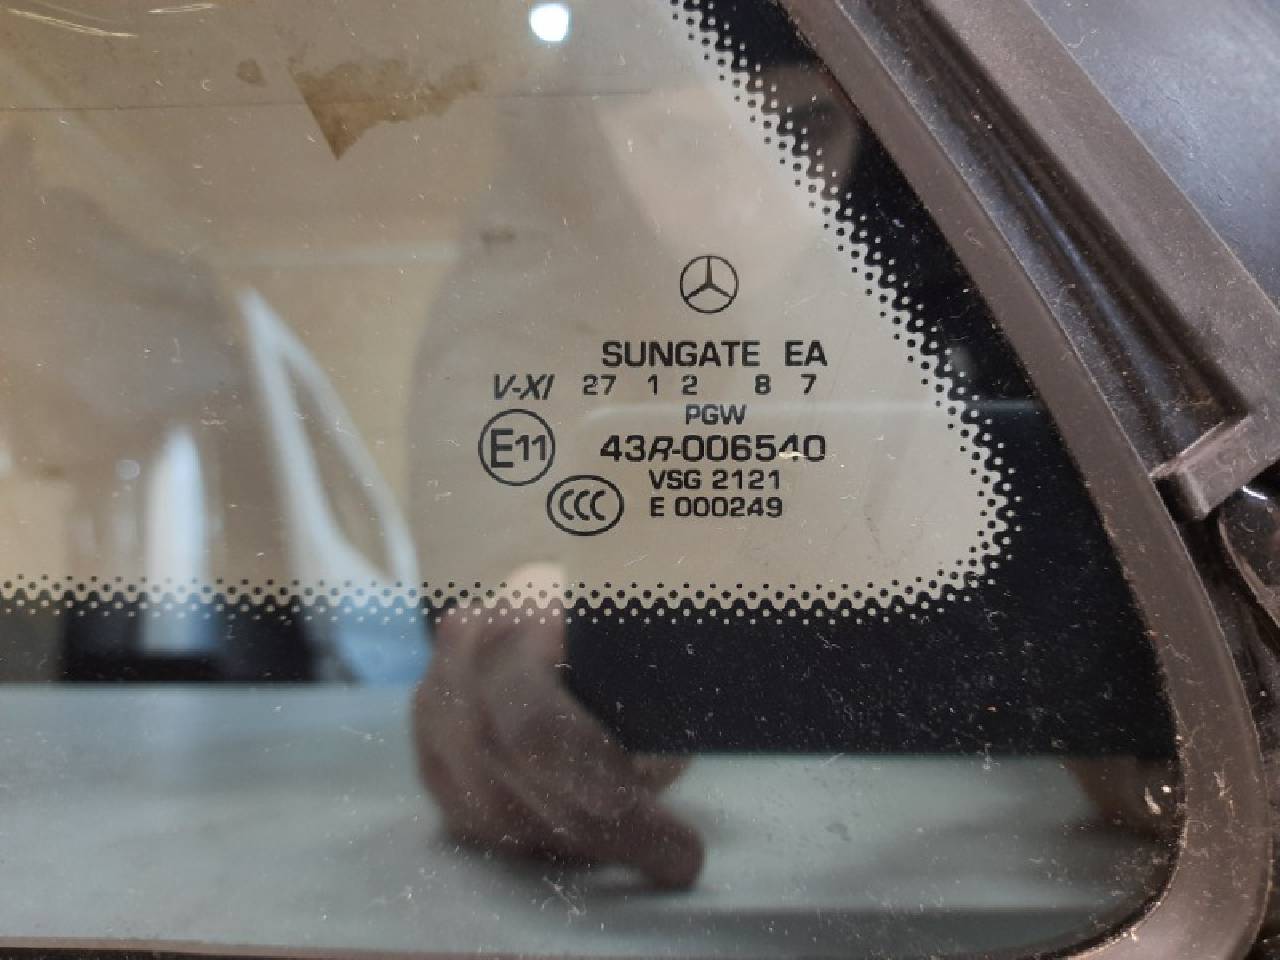 SUNGATE EA
V-XI 27 1 2 8 7
PGW
E11 43R-006540
VSG 2121
CCC E 000249